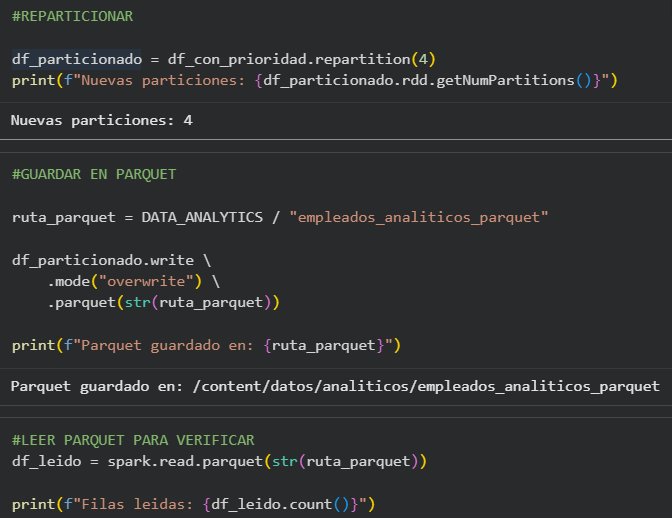 #REPARTICIONAR
df_particionado = df_con_prioridad.repartition(4)
print(f"Nuevas particiones: {df_particionado.rdd.getNumPartitions()}")
Nuevas particiones: 4
#GUARDAR EN PARQUET
ruta_parquet = DATA_ANALYTICS / "empleados_analiticos_parquet"
df_particionado.write \
    .mode("overwrite") \
    .parquet(str(ruta_parquet))
print(f"Parquet guardado en: {ruta_parquet}")
Parquet guardado en: /content/datos/analiticos/empleados_analiticos_parquet
#LEER PARQUET PARA VERIFICAR
df_leido = spark.read.parquet(str(ruta_parquet))
print(f"Filas leidas: {df_leido.count()}")